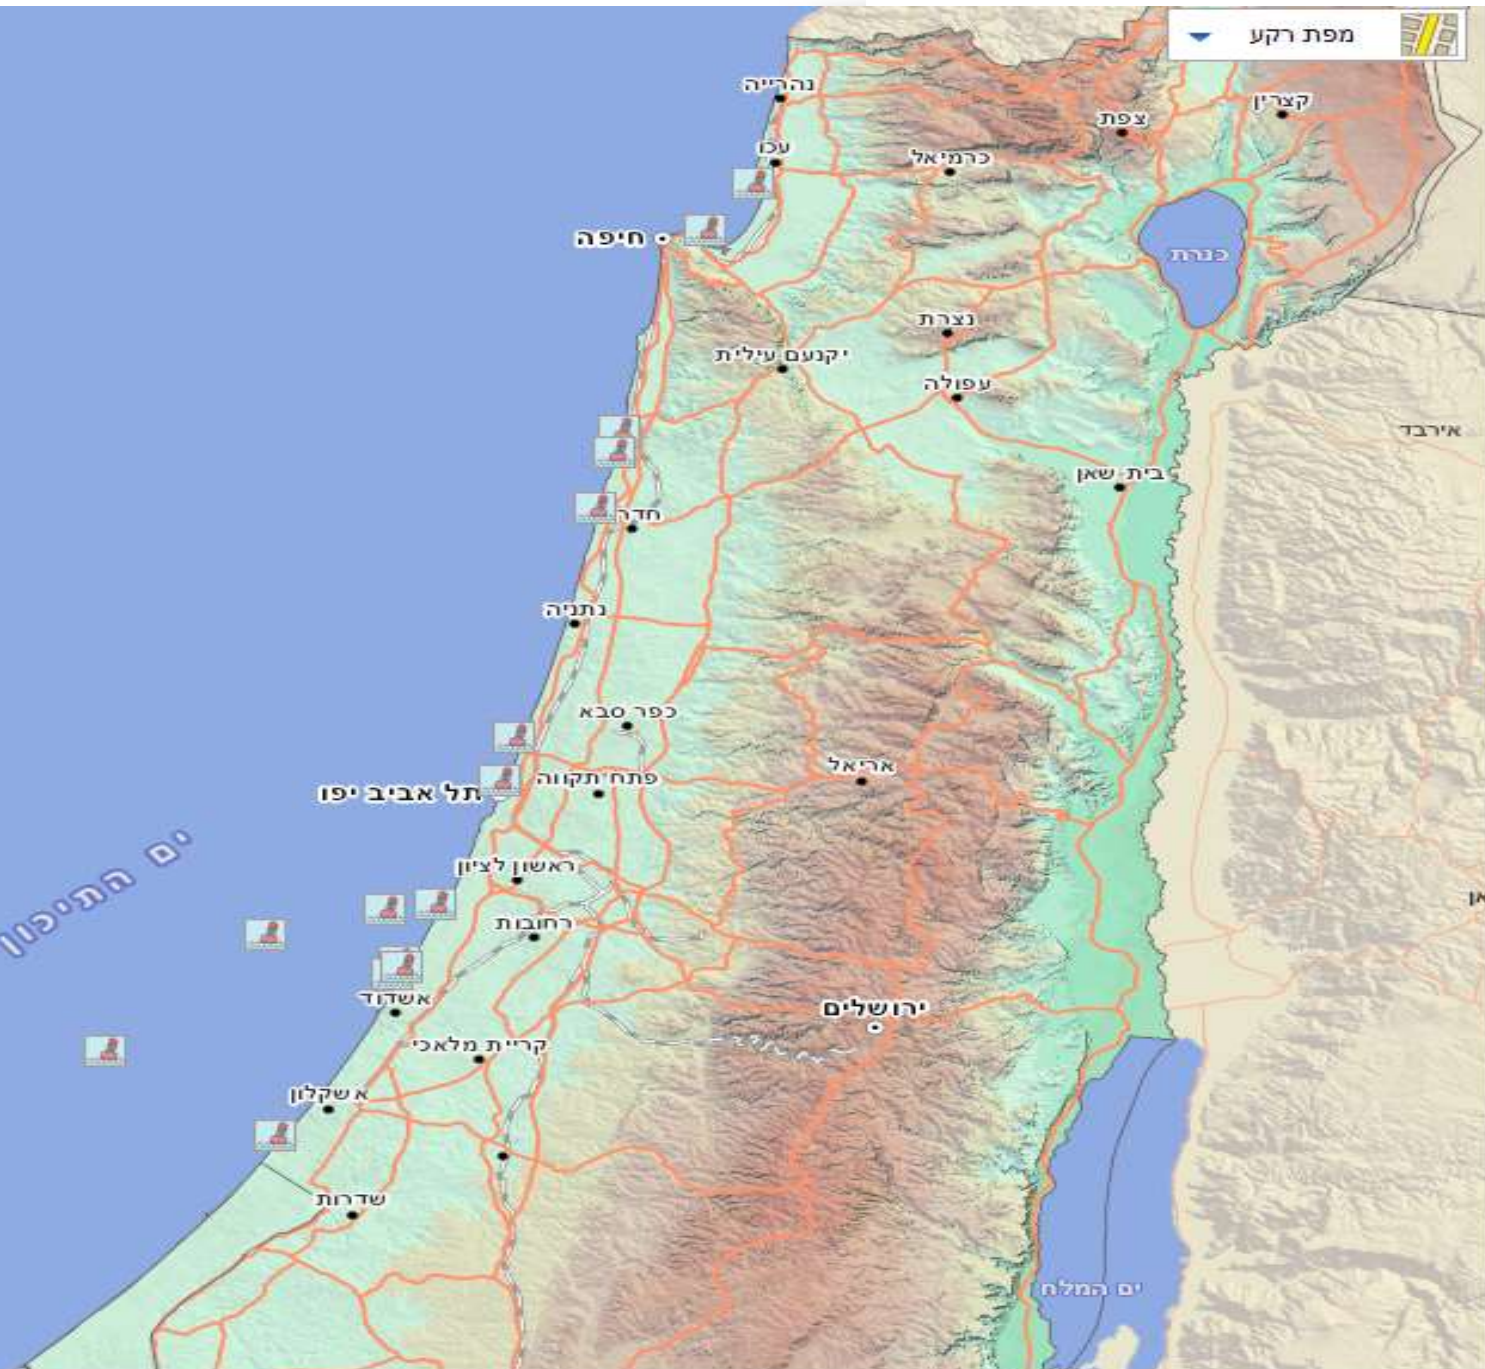 מפת רקע
נהרייה
קצרין
צפת
עכו
כרמיאל
חיפה
כנרת
נצרת
יקנעם עילית
עפולה
אירבד
בית שאן
חדר
נתניה
כפר סבא
אריאל
פתח תקווה
תל אביב יפו
ים התיכון
ראשון לציון
רחובות
אשדוד
ירושלים
קריית מלאכי
אשקלון
שדרות
ים המלח